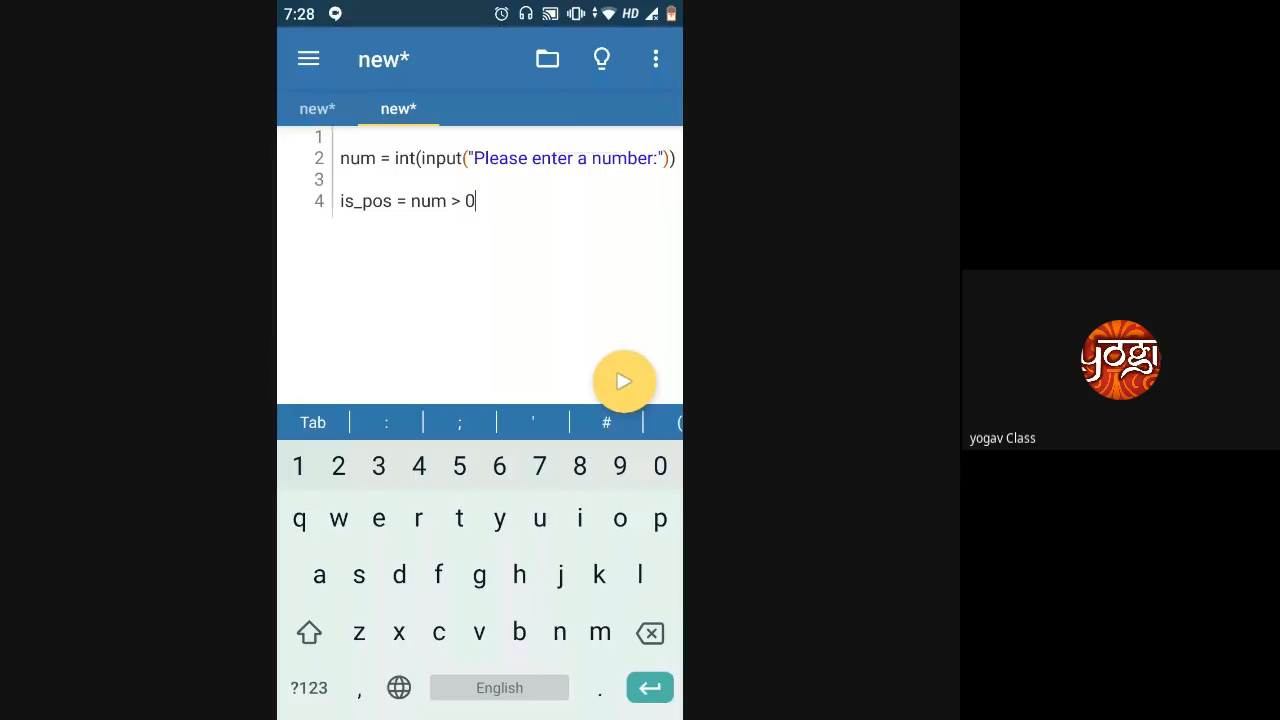 7:28
HD
new*
new* new*
1
2 num = int(input("Please enter a number:"))
3
4 is_pos = num > 0
Tab : ; ' # (
1 2 3 4 5 6 7 8 9 0
q w e r t y u i o p
a s d f g h j k l
z x c v b n m
?123 , English .
योगी
yogav Class